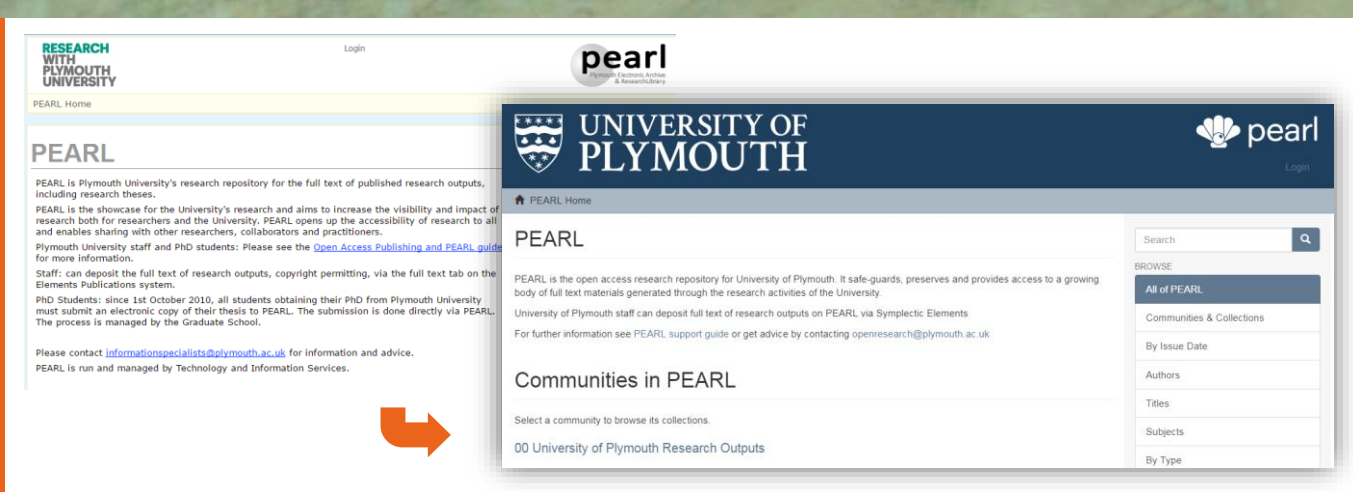 RESEARCH
WITH
PLYMOUTH
UNIVERSITY
Login
pearl
Plymouth Electronic Archive
& ResearchLibrary
PEARL Home
PEARL
PEARL is Plymouth University's research repository for the full text of published research outputs,
including research theses.
PEARL is the showcase for the University's research and aims to increase the visibility and impact of
research both for researchers and the University. PEARL opens up the accessibility of research to all
and enables sharing with other researchers, collaborators and practitioners.
Plymouth University staff and PhD students: Please see the Open Access Publishing and PEARL guide
for more information.
Staff: can deposit the full text of research outputs, copyright permitting, via the full text tab on the
Elements Publications system.
PhD Students: since 1st October 2010, all students obtaining their PhD from Plymouth University
must submit an electronic copy of their thesis to PEARL. The submission is done directly via PEARL.
The process is managed by the Graduate School.
Please contact informationspecialists@plymouth.ac.uk for information and advice.
PEARL is run and managed by Technology and Information Services.
UNIVERSITY OF
PLYMOUTH
pearl
Login
PEARL Home
PEARL
PEARL is the open access research repository for University of Plymouth. It safe-guards, preserves and provides access to a growing
body of full text materials generated through the research activities of the University.
University of Plymouth staff can deposit full text of research outputs on PEARL via Symplectic Elements
For further information see PEARL support guide or get advice by contacting openresearch@plymouth.ac.uk
Communities in PEARL
Select a community to browse its collections.
00 University of Plymouth Research Outputs
Search
BROWSE
All of PEARL
Communities & Collections
By Issue Date
Authors
Titles
Subjects
By Type